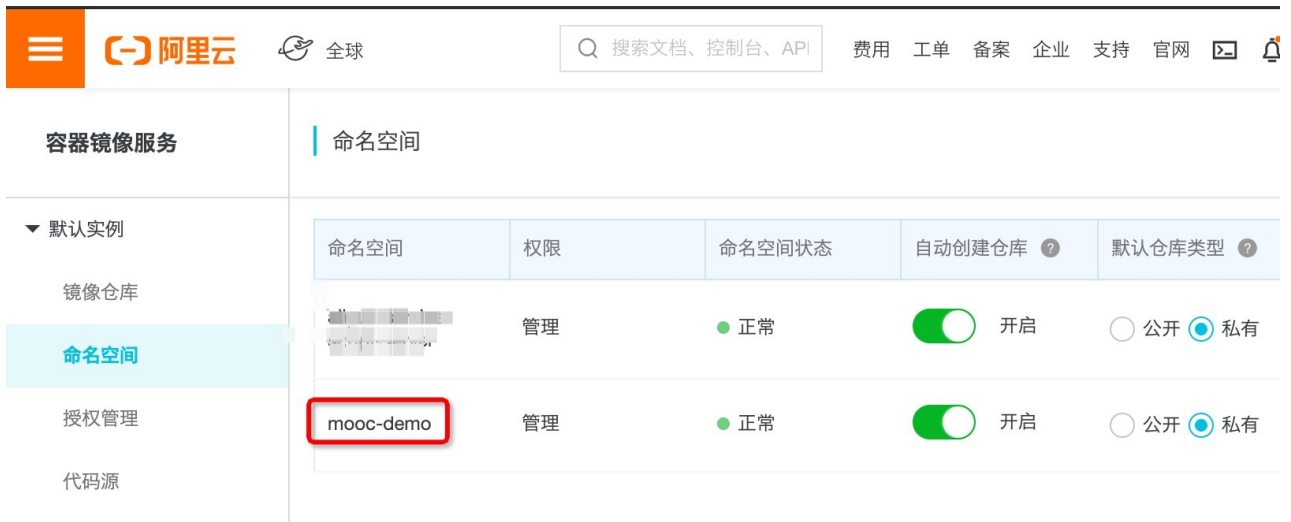 阿里云 全球 搜索文档、控制台、API 费用 工单 备案 企业 支持 官网
容器镜像服务
命名空间
默认实例
镜像仓库
命名空间
授权管理
代码源
命名空间 权限 命名空间状态 自动创建仓库 默认仓库类型
管理 正常 开启 公开 私有
mooc-demo 管理 正常 开启 公开 私有